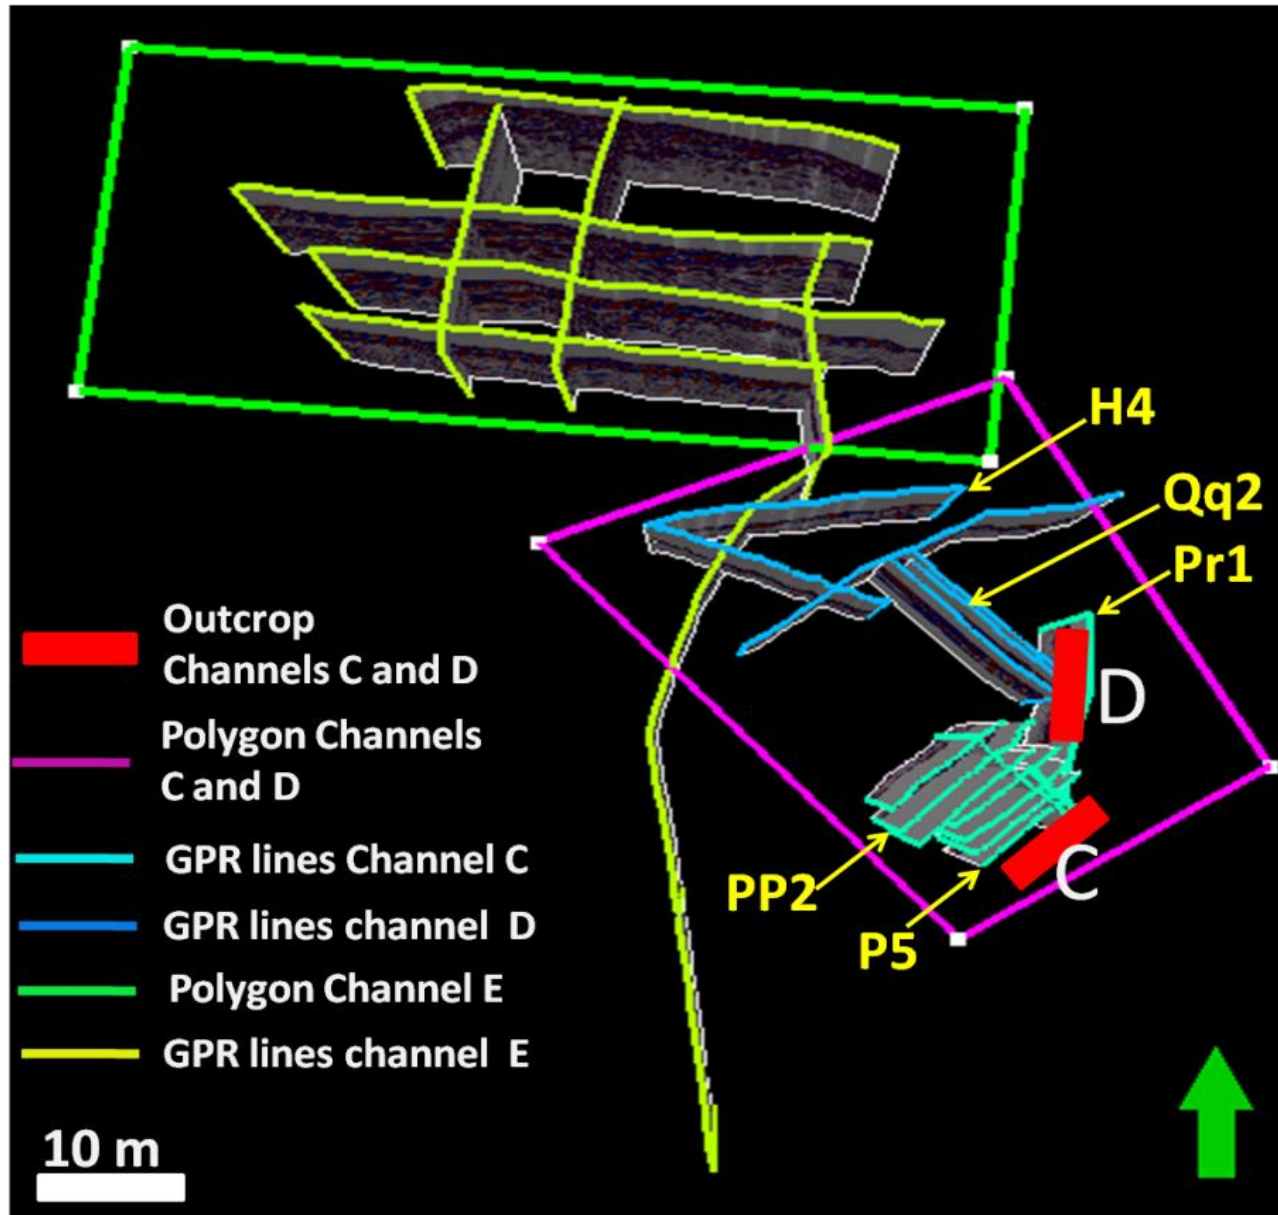 H4
Qq2
Pr1
Outcrop
Channels C and D
D
Polygon Channels
C and D
GPR lines Channel C
C
PP2
GPR lines channel D
P5
Polygon Channel E
GPR lines channel E
10 m